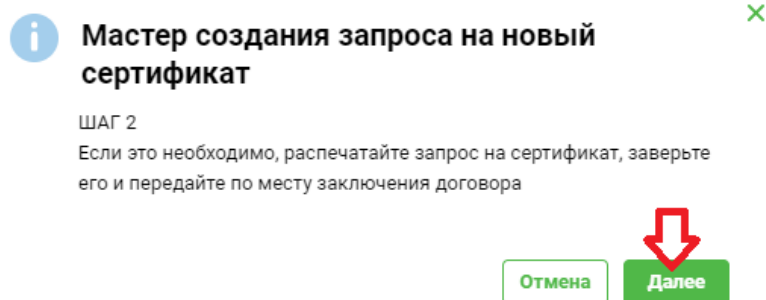 Мастер создания запроса на новый
сертификат
ШАГ 2
Если это необходимо, распечатайте запрос на сертификат, заверьте
его и передайте по месту заключения договора
Отмена Далее